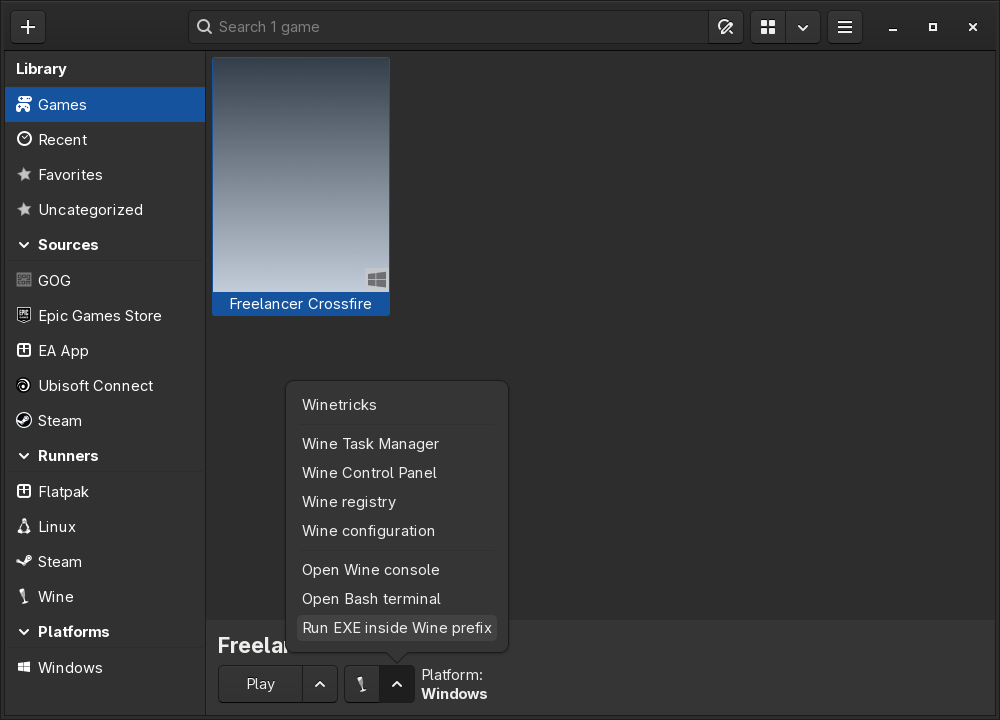 Search 1 game
Library
Games
Recent
Favorites
Uncategorized
Sources
GOG
Epic Games Store
EA App
Ubisoft Connect
Steam
Runners
Flatpak
Linux
Steam
Wine
Platforms
Windows
Freelancer Crossfire
Winetricks
Wine Task Manager
Wine Control Panel
Wine registry
Wine configuration
Open Wine console
Open Bash terminal
Run EXE inside Wine prefix
Freelan
Play
Platform:
Windows